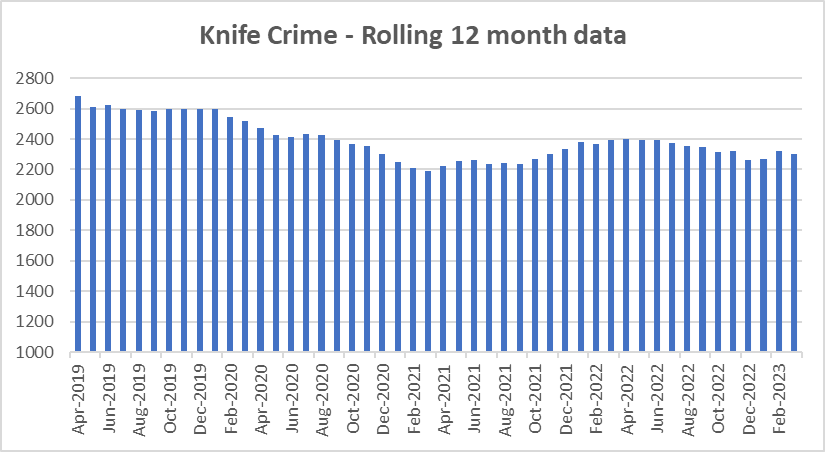 Knife Crime - Rolling 12 month data
2800
2600
2400
2200
2000
1800
1600
1400
1200
1000
Apr-2019
Jun-2019
Aug-2019
Oct-2019
Dec-2019
Feb-2020
Apr-2020
Jun-2020
Aug-2020
Oct-2020
Dec-2020
Feb-2021
Apr-2021
Jun-2021
Aug-2021
Oct-2021
Dec-2021
Feb-2022
Apr-2022
Jun-2022
Aug-2022
Oct-2022
Dec-2022
Feb-2023